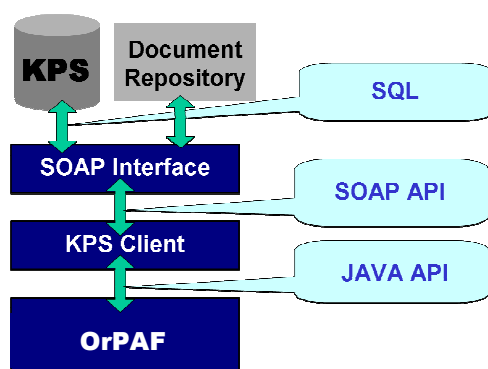 KPS
Document
Repository
SQL
SOAP Interface
SOAP API
KPS Client
JAVA API
OrPAF